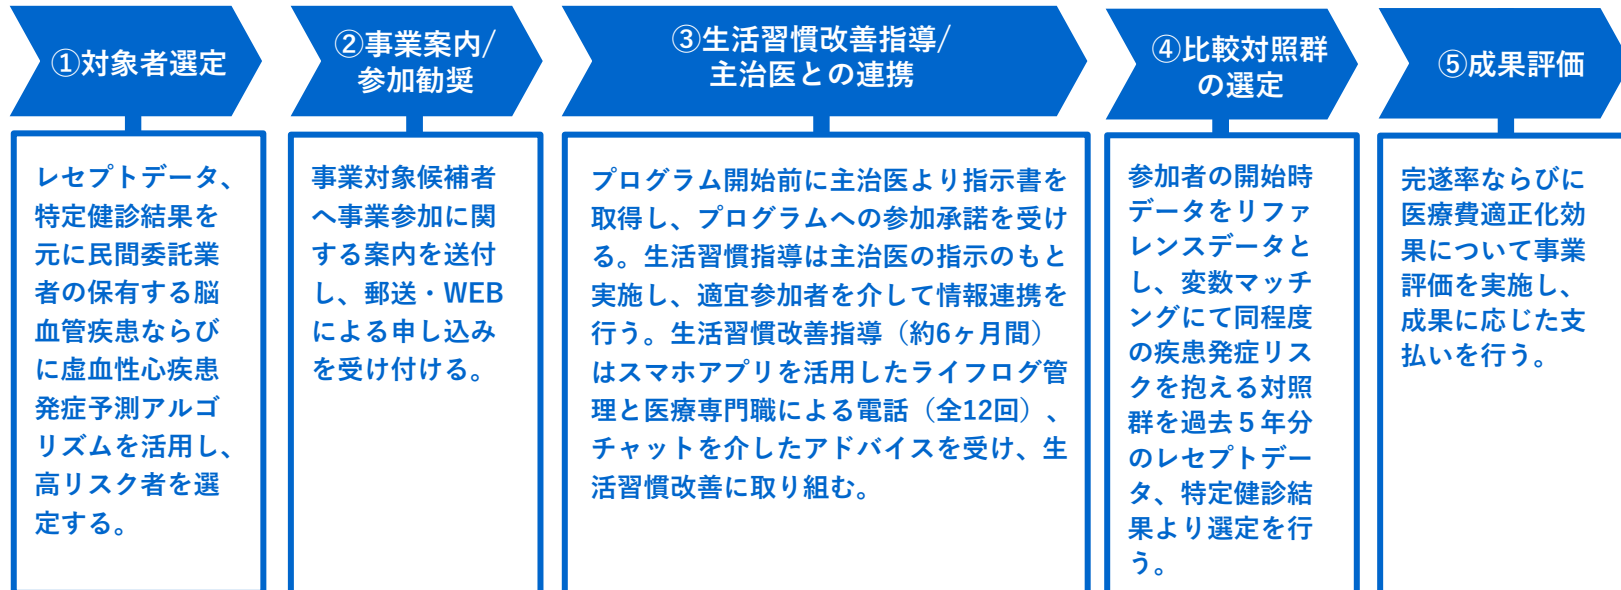 ①対象者選定
レセプトデータ、
特定健診結果を
元に民間委託業
者の保有する脳
血管疾患ならび
に虚血性心疾患
発症予測アルゴ
リズムを活用し、
高リスク者を選
定する。
②事業案内/
参加勧奨
事業対象候補者
へ事業参加に関
する案内を送付
し、郵送・WEB
による申し込み
を受け付ける。
③生活習慣改善指導/
主治医との連携
プログラム開始前に主治医より指示書を
取得し、プログラムへの参加承諾を受け
る。生活習慣指導は主治医の指示のもと
実施し、適宜参加者を介して情報連携を
行う。生活習慣改善指導（約6ヶ月間）
はスマホアプリを活用したライフログ管
理と医療専門職による電話（全12回）、
チャットを介したアドバイスを受け、生
活習慣改善に取り組む。
④比較対照群
の選定
参加者の開始時
データをリファ
レンスデータと
し、変数マッチ
ングにて同程度
の疾患発症リス
クを抱える対照
群を過去５年分
のレセプトデー
タ、特定健診結
果より選定を行
う。
⑤成果評価
完遂率ならびに
医療費適正化効
果について事業
評価を実施し、
成果に応じた支
払いを行う。